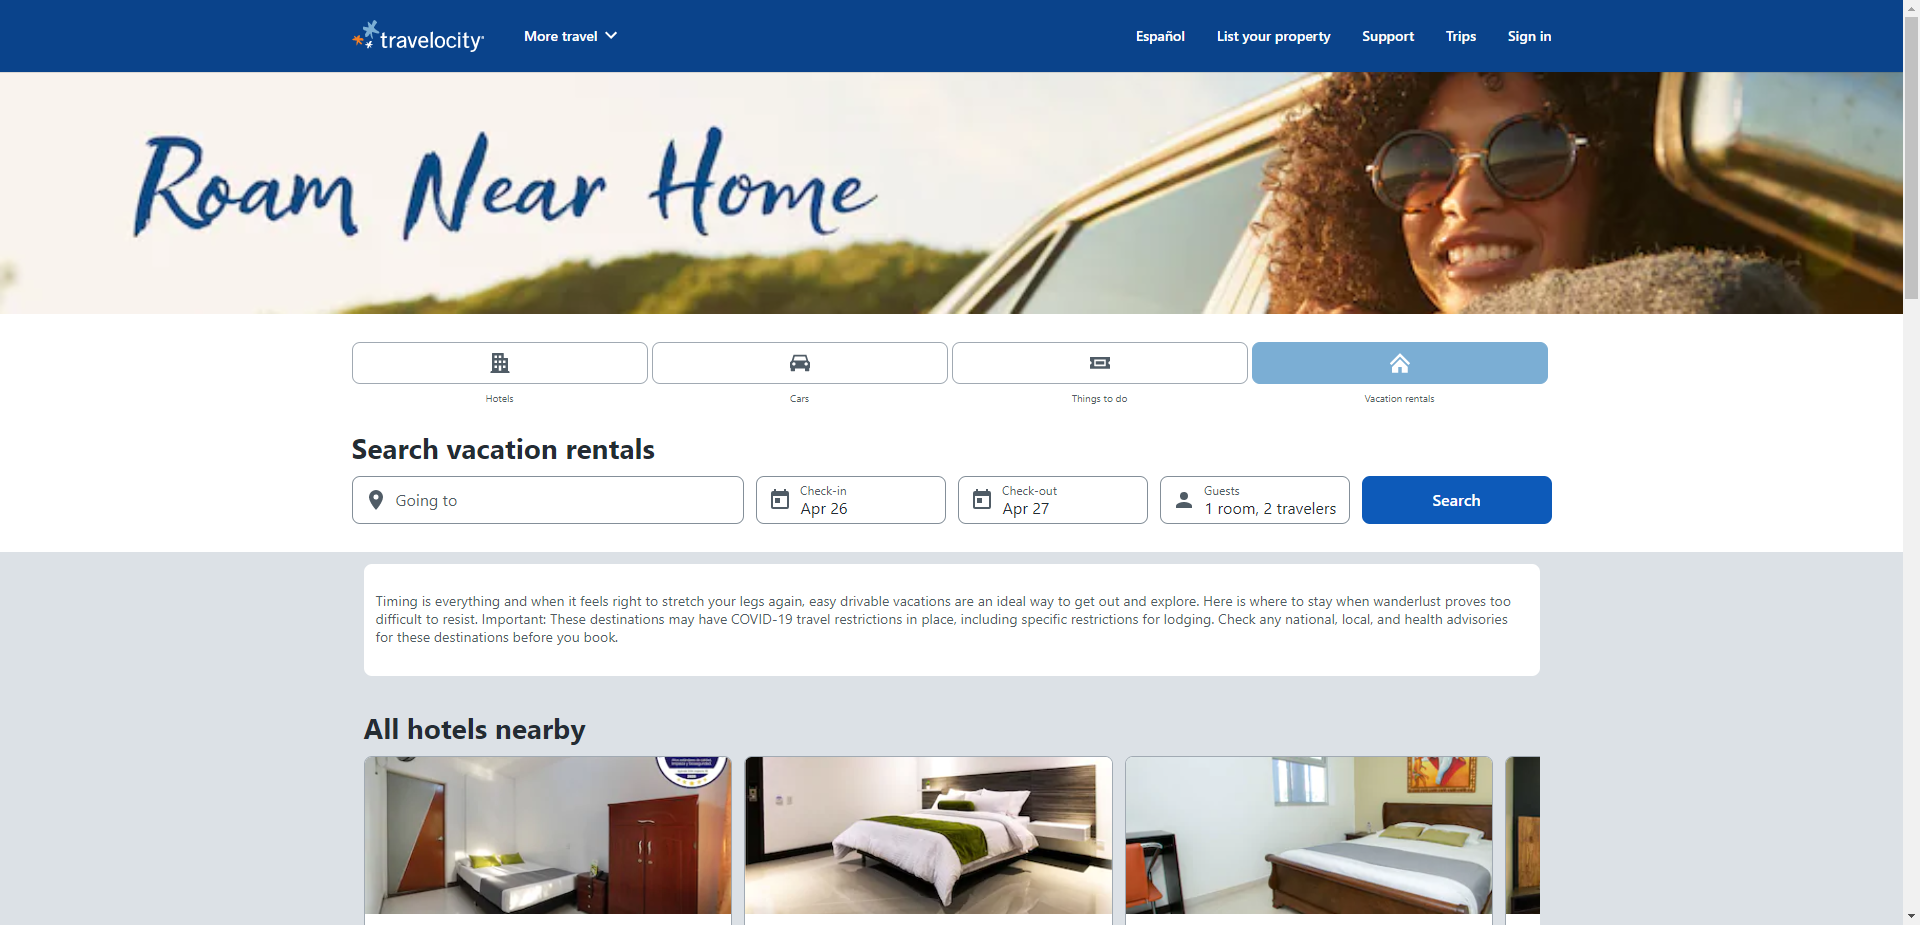 travelocity
More travel
Español
List your property
Support
Trips
Sign in
Roam Near Home
Hotels
Cars
Things to do
Vacation rentals
Search vacation rentals
Going to
Check-in
Apr 26
Check-out
Apr 27
Guests
1 room, 2 travelers
Search
Timing is everything and when it feels right to stretch your legs again, easy drivable vacations are an ideal way to get out and explore. Here is where to stay when wanderlust proves too
difficult to resist. Important: These destinations may have COVID-19 travel restrictions in place, including specific restrictions for lodging. Check any national, local, and health advisories
for these destinations before you book.
All hotels nearby